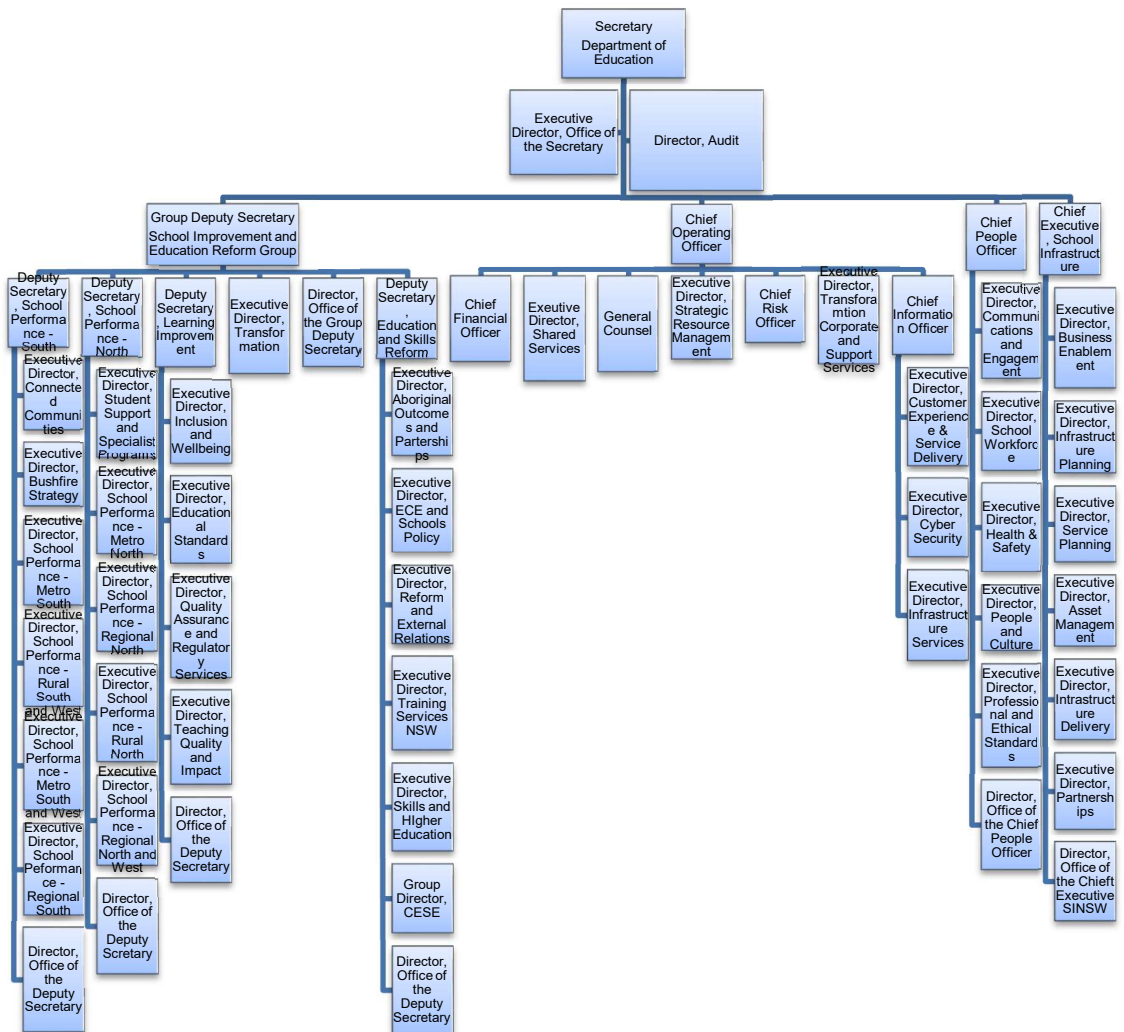 Secretary
Department of
Education
Executive
Director, Office of
the Secretary
Director, Audit
Group Deputy Secretary
School Improvement and
Education Reform Group
Chief
Operating
Officer
Chief
People
Officer
Chief
Executive
, School
Infrastruct
ure
Deputy
Secretary
, School
Performa
nce -
South
Deputy
Secretary
, School
Performa
nce -North
Deputy
Secretary
, Learning
Improvem
ent
Executive
Director,
Transfor
mation
Director,
Office of
the Group
Deputy
Secretary
Deputy
Secretary
,
Education
and Skills
Reform
Chief
Financial
Officer
Exeutive
Director,
Shared
Services
General
Counsel
Executive
Director,
Strategic
Resource
Manage
ment
Chief
Risk
Officer
Executive
Director,
Transfora
mtion
Corporate
and
Support
Services
Chief
Informatio
n Officer
Executive
Director,
Connecte
d
Communi
ties
Executive
Director,
Bushfire
Strategy
Executive
Director,
School
Performa
nce -
Metro
South
Executive
Director,
School
Performa
nce -
Rural
South
and West
Executive
Director,
School
Performa
nce -
Metro
South
and West
Executive
Director,
School
Peforman
ce -
Regional
South
Director,
Office of
the
Deputy
Secretary
Executive
Director,
Student
Support
and
Specialist
Programs
Executive
Director,
School
Performa
nce -
Metro
North
Executive
Director,
School
Performa
nce -
Regional
North
Executive
Director,
School
Performa
nce -
Rural
North
Executive
Director,
School
Performa
nce -
Regional
North and
West
Director,
Office of
the
Deputy
Scretary
Executive
Director,
Inclusion
and
Wellbeing
Executive
Director,
Education
al
Standard
s
Executive
Director,
Quality
Assuranc
e and
Regulator
y
Services
Executive
Director,
Teaching
Quality
and
Impact
Director,
Office of
the
Deputy
Secretary
Executive
Director,
Aboriginal
Outcome
s and
Partership
ps
Executive
Director,
ECE and
Schools
Policy
Executive
Director,
Reform
and
External
Relations
Executive
Director,
Training
Services
NSW
Executive
Director,
Skills and
HIgher
Education
Group
Director,
CESE
Director,
Office of
the
Deputy
Secretary
Executive
Director,
Customer
Experienc
e &
Service
Delivery
Executive
Director,
Cyber
Security
Executive
Director,
Infrastruct
ure
Services
Executive
Director,
Communi
cations
and
Engagem
ent
Executive
Director,
School
Workforc
e
Executive
Director,
Health &
Safety
Executive
Director,
People
and
Culture
Executive
Director,
Professio
nal and
Ethical
Standard
s
Director,
Office of
the Chief
People
Officer
Executive
Director,
Business
Enablem
ent
Executive
Director,
Infrastruct
ure
Planning
Executive
Director,
Service
Planning
Executive
Director,
Asset
Managem
ent
Executive
Director,
Intrastruct
ure
Delivery
Executive
Director,
Partnersh
ips
Director,
Office of
the Chieft
Executive
SINSW